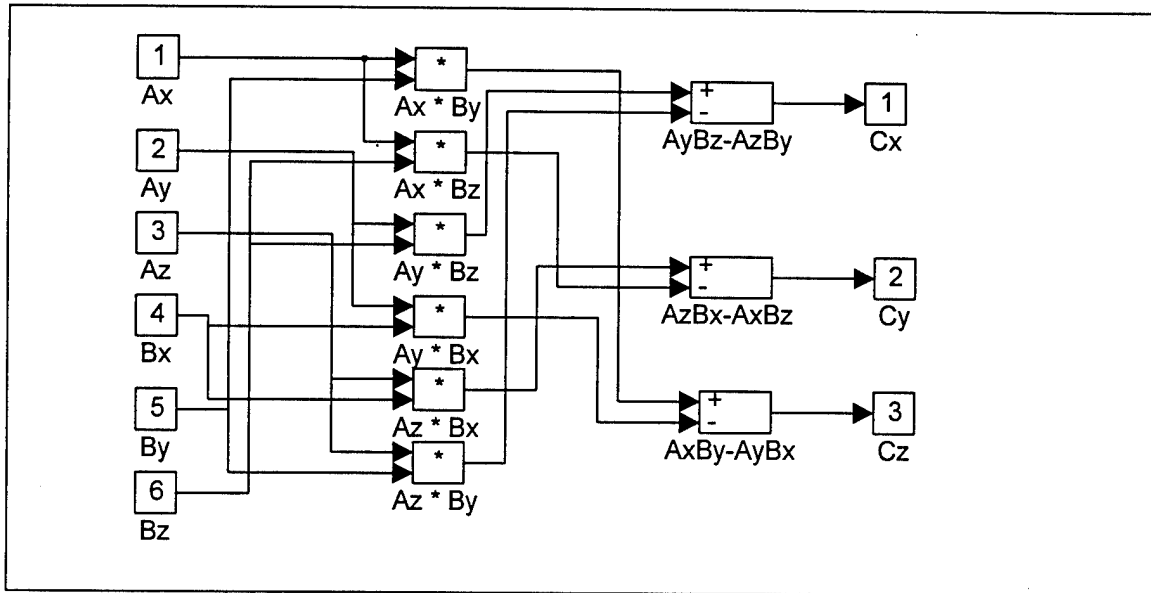 1
Ax
2
Ay
3
Az
4
Bx
5
By
6
Bz
*
Ax * By
*
Ax * Bz
*
Ay * Bz
*
Ay * Bx
*
Az * Bx
*
Az * By
+
-
AyBz-AzBy
+
-
AzBx-AxBz
+
-
AxBy-AyBx
1
Cx
2
Cy
3
Cz